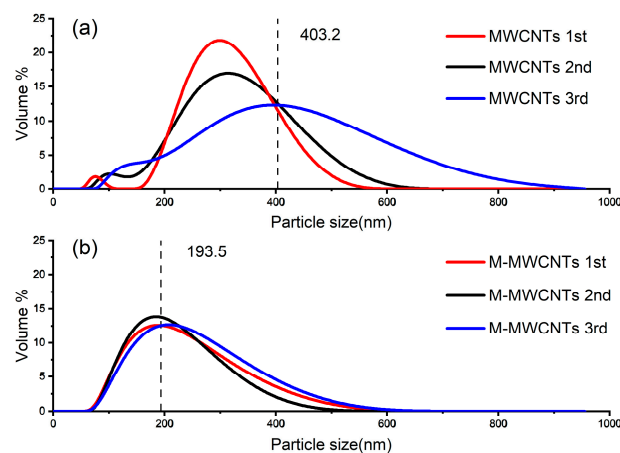 (a)
403.2
MWCNTs 1st
MWCNTs 2nd
MWCNTs 3rd
Volume %
25
20
15
10
5
0
0 200 400 600 800 1000
Particle size(nm)
(b)
193.5
M-MWCNTs 1st
M-MWCNTs 2nd
M-MWCNTs 3rd
Volume %
25
20
15
10
5
0
0 200 400 600 800 1000
Particle size(nm)